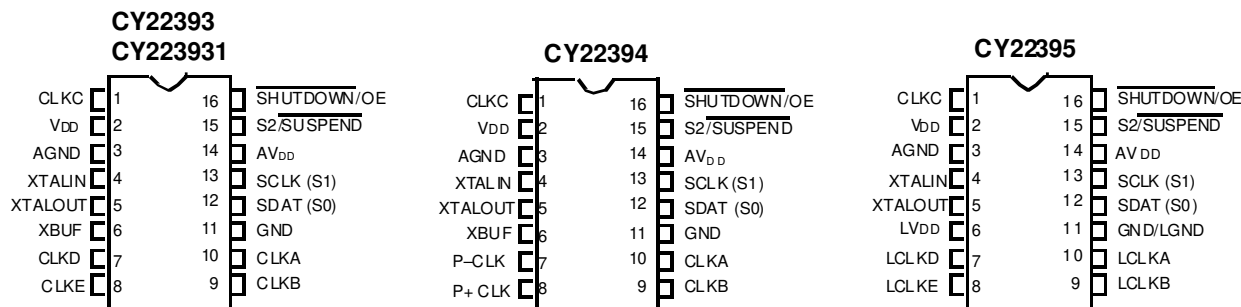 CY22393
CY223931
CLKC 1 16 SHUTDOWN/OE
VDD 2 15 S2/SUSPEND
AGND 3 14 AVDD
XTALIN 4 13 SCLK (S1)
XTALOUT 5 12 SDAT (S0)
XBUF 6 11 GND
CLKD 7 10 CLKA
CLKE 8 9 CLKB
CY22394
CLKC 1 16 SHUTDOWN/OE
VDD 2 15 S2/SUSPEND
AGND 3 14 AVDD
XTALIN 4 13 SCLK (S1)
XTALOUT 5 12 SDAT (S0)
XBUF 6 11 GND
P–CLK 7 10 CLKA
P+ CLK 8 9 CLKB
CY22395
CLKC 1 16 SHUTDOWN/OE
VDD 2 15 S2/SUSPEND
AGND 3 14 AVDD
XTALIN 4 13 SCLK (S1)
XTALOUT 5 12 SDAT (S0)
LVDD 6 11 GND/LGND
LCLKD 7 10 LCLKA
LCLKE 8 9 LCLKB